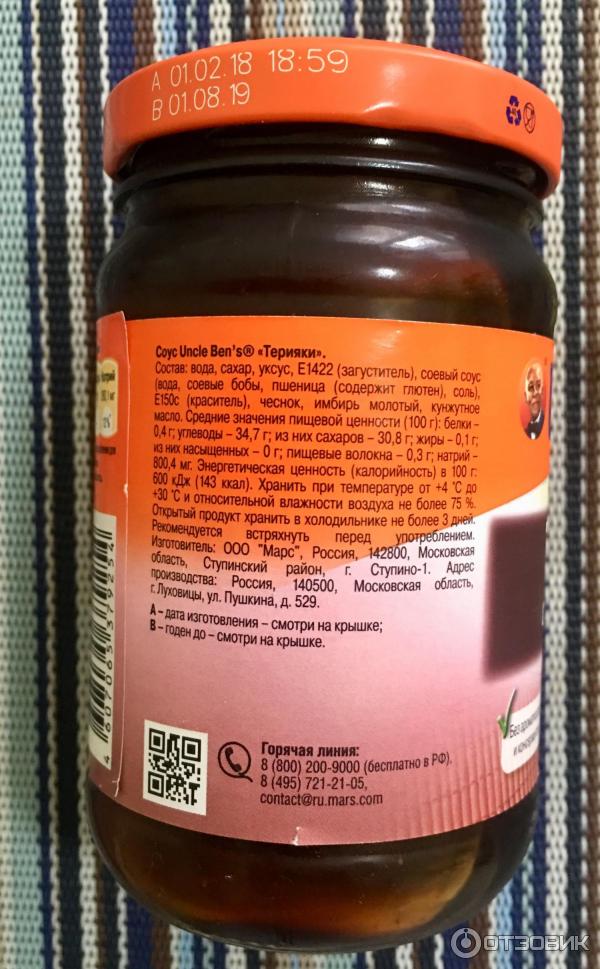 А 01.02.18 18:59
В 01.08.19
Соус Uncle Ben's® «Терияки».
Состав: вода, сахар, уксус, Е1422 (загуститель), соевый соус
(вода, соевые бобы, пшеница (содержит глютен), соль),
Е150с (краситель), чеснок, имбирь молотый, кунжутное
масло. Средние значения пищевой ценности (100 г): белки –
0,4 г; углеводы – 34,7 г; из них сахаров – 30,8 г; жиры – 0,1 г;
из них насыщенных – 0 г; пищевые волокна – 0,3 г; натрий –
800,4 мг. Энергетическая ценность (калорийность) в 100 г:
600 кДж (143 ккал). Хранить при температуре от +4 °С до
+30 °С и относительной влажности воздуха не более 75 %.
Открытый продукт хранить в холодильнике не более 3 дней.
Рекомендуется встряхнуть перед употреблением.
Изготовитель: ООО "Марс", Россия, 142800, Московская
область, Ступинский район, г. Ступино-1. Адрес
производства: Россия, 140500, Московская область,
г. Луховицы, ул. Пушкина, д. 529.
А – дата изготовления – смотри на крышке;
В – годен до – смотри на крышке.
Горячая линия:
8 (800) 200-9000 (бесплатно в РФ),
8 (495) 721-21-05,
contact@ru.mars.com
Без
и
4 607065 379254
натрий
ОТЗОВИК